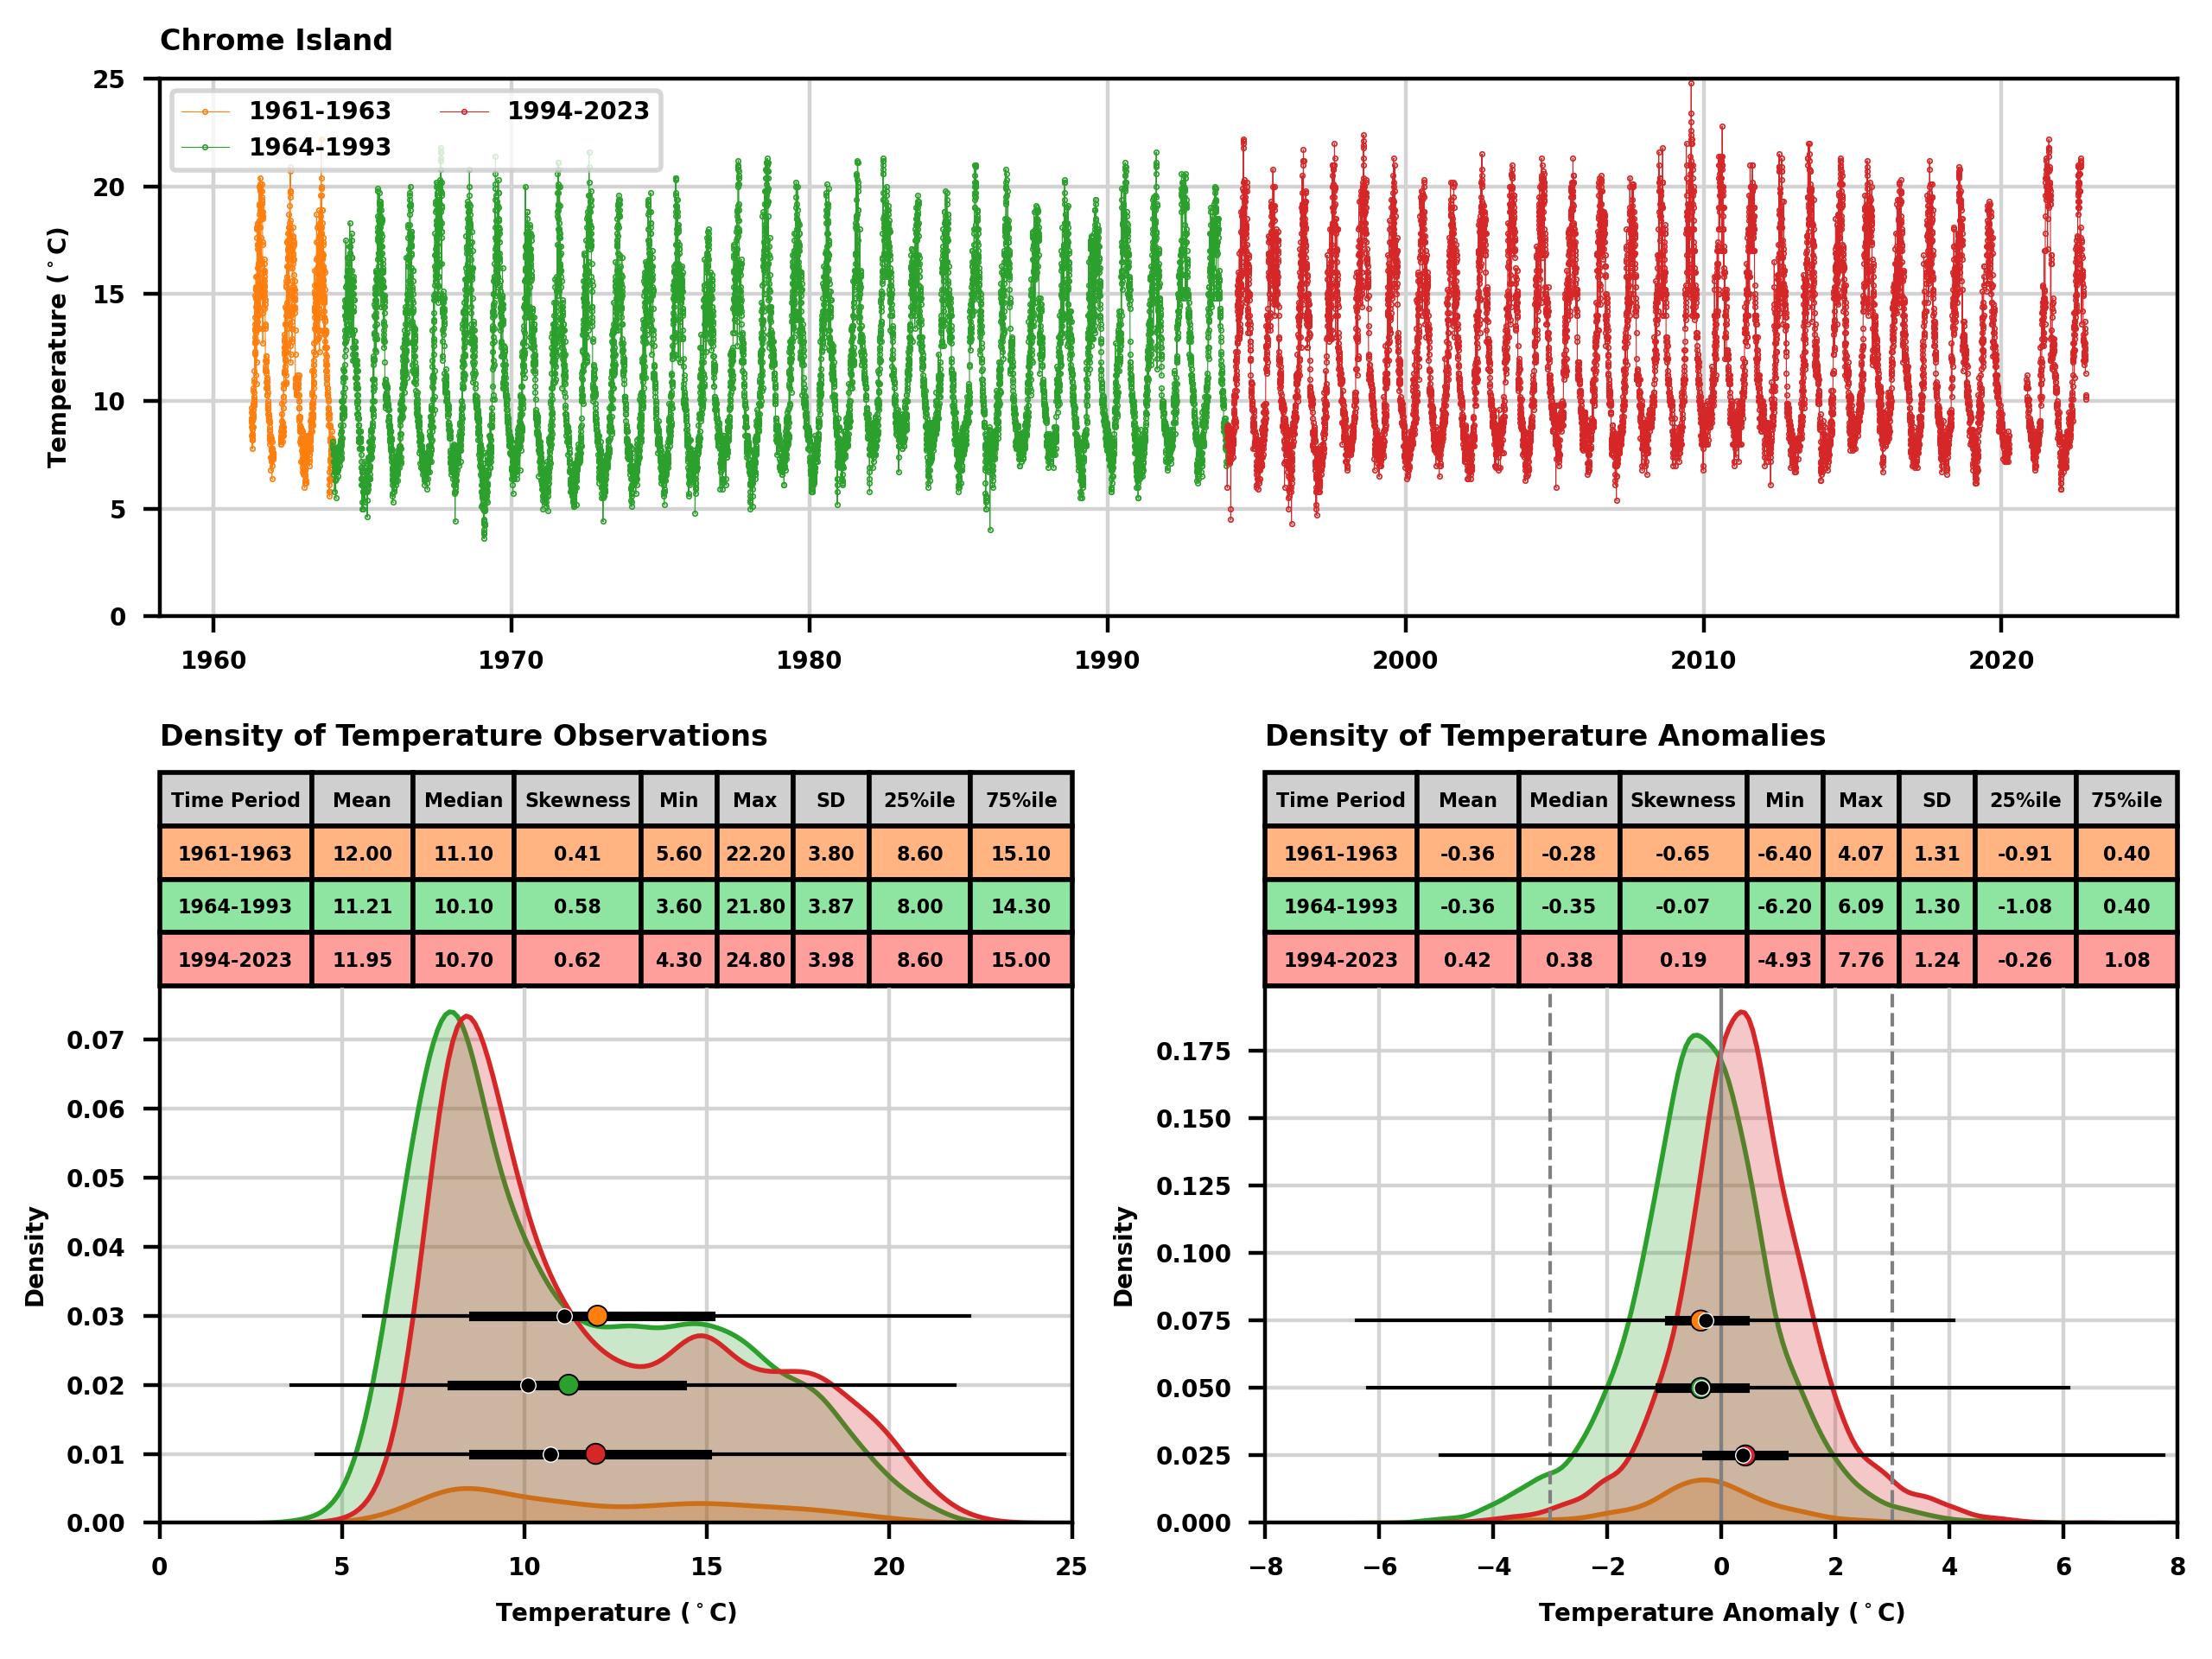 Chrome Island
25
20
15
10
5
0
Temperature (°C)
1961-1963
1964-1993
1994-2023
1960 1970 1980 1990 2000 2010 2020
Density of Temperature Observations
Time Period Mean Median Skewness Min Max SD 25%ile 75%ile
1961-1963 12.00 11.10 0.41 5.60 22.20 3.80 8.60 15.10
1964-1993 11.21 10.10 0.58 3.60 21.80 3.87 8.00 14.30
1994-2023 11.95 10.70 0.62 4.30 24.80 3.98 8.60 15.00
0.07
0.06
0.05
0.04
0.03
0.02
0.01
0.00
Density
0 5 10 15 20 25
Temperature (°C)
Density of Temperature Anomalies
Time Period Mean Median Skewness Min Max SD 25%ile 75%ile
1961-1963 -0.36 -0.28 -0.65 -6.40 4.07 1.31 -0.91 0.40
1964-1993 -0.36 -0.35 -0.07 -6.20 6.09 1.30 -1.08 0.40
1994-2023 0.42 0.38 0.19 -4.93 7.76 1.24 -0.26 1.08
0.175
0.150
0.125
0.100
0.075
0.050
0.025
0.000
Density
−8 −6 −4 −2 0 2 4 6 8
Temperature Anomaly (°C)